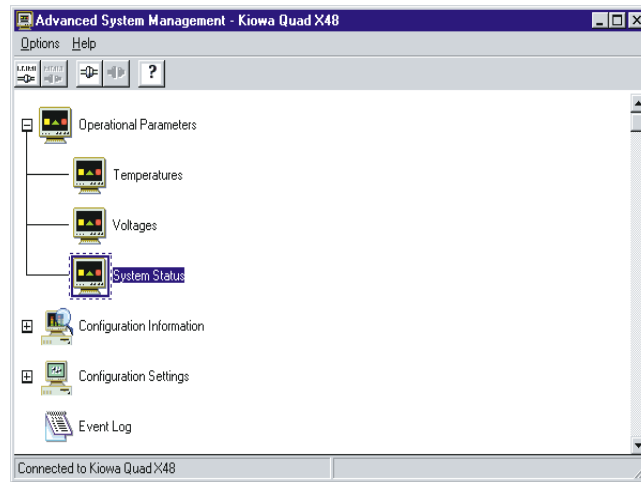 Advanced System Management - Kiowa Quad X48
Options Help
?
Operational Parameters
Temperatures
Voltages
System Status
Configuration Information
Configuration Settings
Event Log
Connected to Kiowa Quad X48